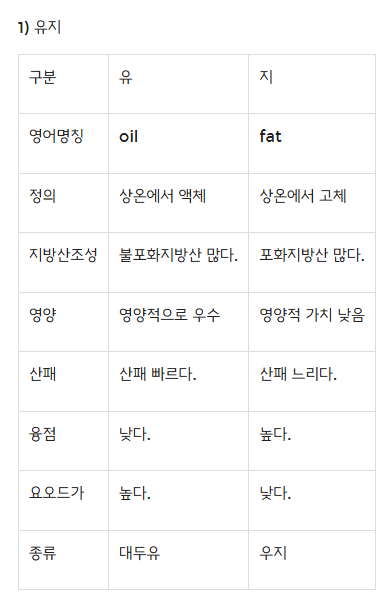 1) 유지
구분 유 지
영어명칭 oil fat
정의 상온에서 액체 상온에서 고체
지방산조성 불포화지방산 많다. 포화지방산 많다.
영양 영양적으로 우수 영양적 가치 낮음
산패 산패 빠르다. 산패 느리다.
융점 낮다. 높다.
요오드가 높다. 낮다.
종류 대두유 우지